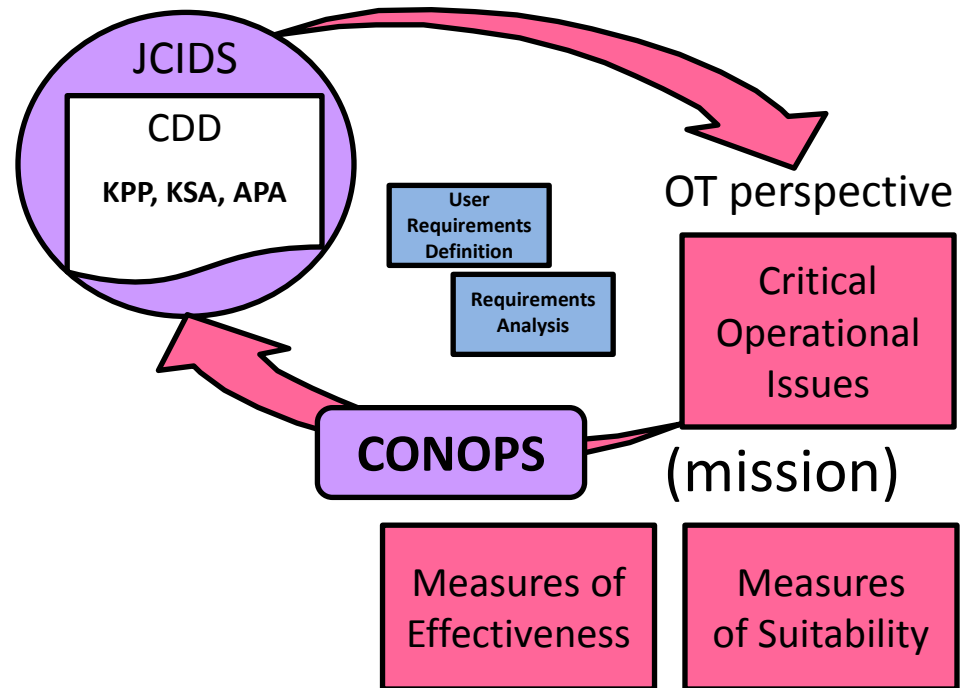 JCIDS
CDD
KPP, KSA, APA
User
Requirements
Definition
Requirements
Analysis
OT perspective
Critical
Operational
Issues
CONOPS
(mission)
Measures of
Effectiveness
Measures
of Suitability